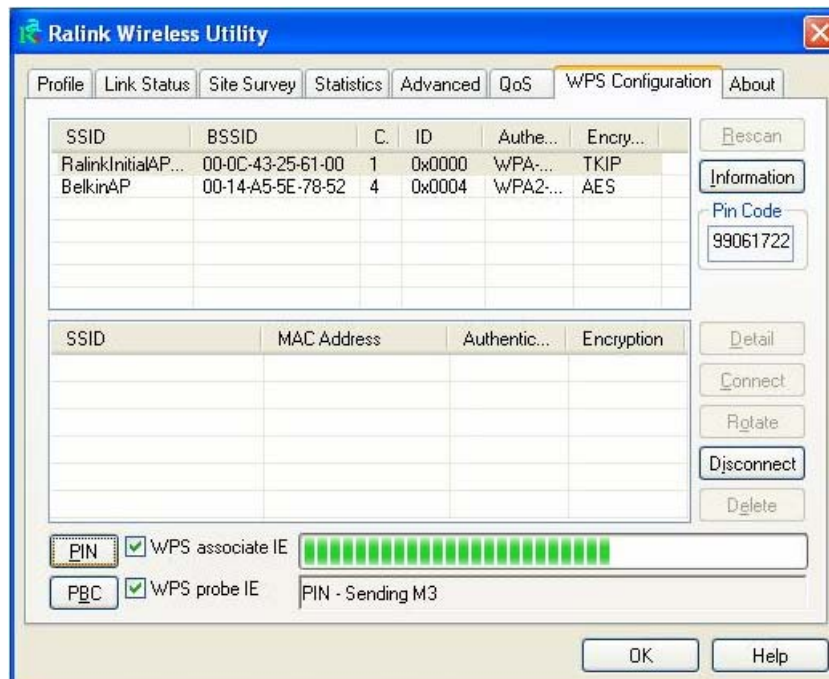 Ralink Wireless Utility
Profile Link Status Site Survey Statistics Advanced QoS WPS Configuration About
SSID BSSID C. ID Authe... Encry...
RalinkInitialAP... 00-0C-43-25-61-00 1 0x0000 WPA-... TKIP
BelkinAP 00-14-A5-5E-78-52 4 0x0004 WPA2-... AES
Rescan
Information
Pin Code
99061722
SSID MAC Address Authentic... Encryption
Detail
Connect
Rotate
Disconnect
Delete
PIN WPS associate IE
PBC WPS probe IE PIN - Sending M3
OK Help